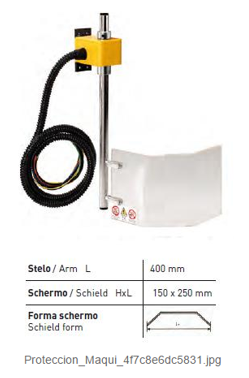 Stelo / Arm L 400 mm
Schermo / Shield HxL 150 x 250 mm
Forma schermo
Shield form
Proteccion_Maqui_4f7c8e6dc5831.jpg